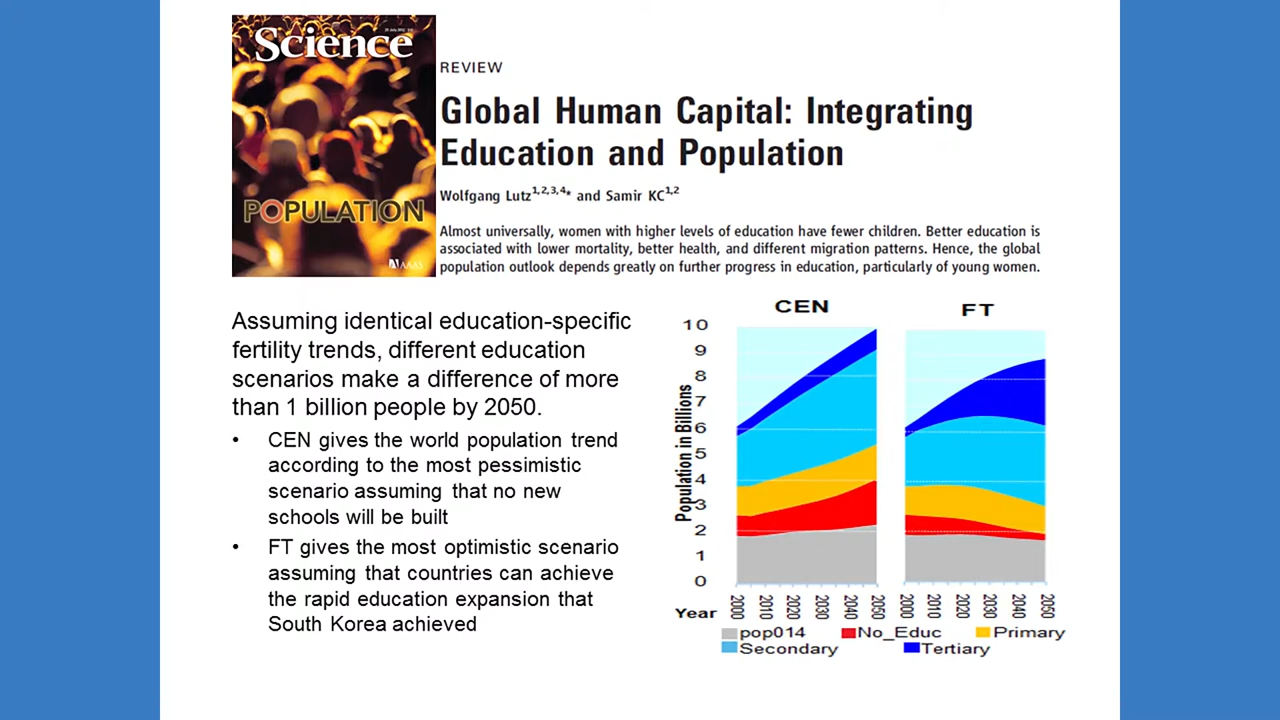 Science
POPULATION
AAAS
REVIEW
Global Human Capital: Integrating
Education and Population
Wolfgang Lutz1,2,3,4* and Samir KC1,2
Almost universally, women with higher levels of education have fewer children. Better education is
associated with lower mortality, better health, and different migration patterns. Hence, the global
population outlook depends greatly on further progress in education, particularly of young women.
Assuming identical education-specific
fertility trends, different education
scenarios make a difference of more
than 1 billion people by 2050.
• CEN gives the world population trend
according to the most pessimistic
scenario assuming that no new
schools will be built
• FT gives the most optimistic scenario
assuming that countries can achieve
the rapid education expansion that
South Korea achieved
CEN
FT
Population in Billions
10
9
8
7
6
5
4
3
2
1
0
Year
2000 2010 2020 2030 2040 2050
2000 2010 2020 2030 2040 2050
pop014 No_Educ Primary
Secondary Tertiary